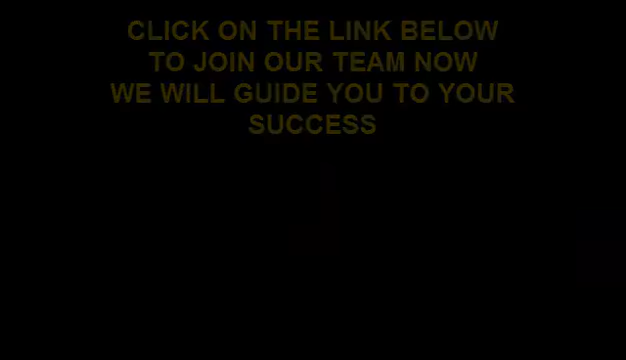 CLICK ON THE LINK BELOW
TO JOIN OUR TEAM NOW
WE WILL GUIDE YOU TO YOUR
SUCCESS